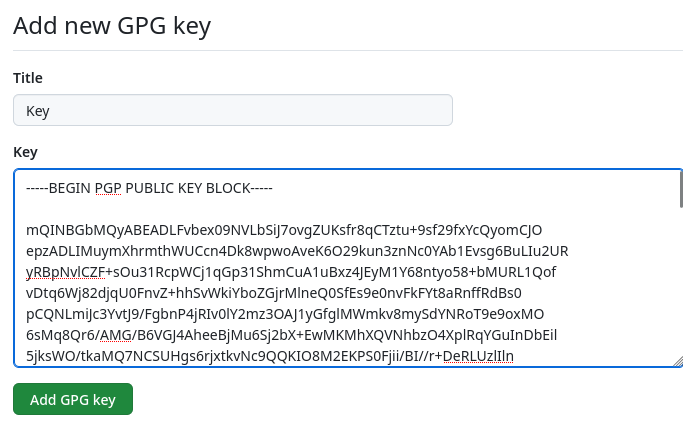 Add new GPG key
Title
Key
Key
-----BEGIN PGP PUBLIC KEY BLOCK-----
mQINBGbMQyABEADLFvbex09NVLbSiJ7ovgZUKsfr8qCTztu+9sf29fxYcQyomCJO
epzADLIMuymXhrmthWUCcn4Dk8wpwoAveK6O29kun3znNc0YAb1Evsg6BuLIu2UR
yRBpNvlCZF+sOu31RcpWCj1qGp31ShmCuA1uBxz4JEyM1Y68ntyo58+bMURL1Qof
vDtq6Wj82djqU0FnvZ+hhSvWkiYboZGjrMlneQ0SfEs9e0nvFkFYt8aRnffRdBs0
pCQNLmiJc3YvtJ9/FgbnP4jRIv0lY2mz3OAJ1yGfglMWmkv8mySdYNRoT9e9oxMO
6sMq8Qr6/AMG/B6VGJ4AheeBjMu6Sj2bX+EwMKMhXQVNhbzO4XplRqYGuInDbEil
5jksWO/tkaMQ7NCSUHgs6rjxtkvNc9QQKIO8M2EKPS0Fjii/BI//r+DeRLUzlIln
Add GPG key